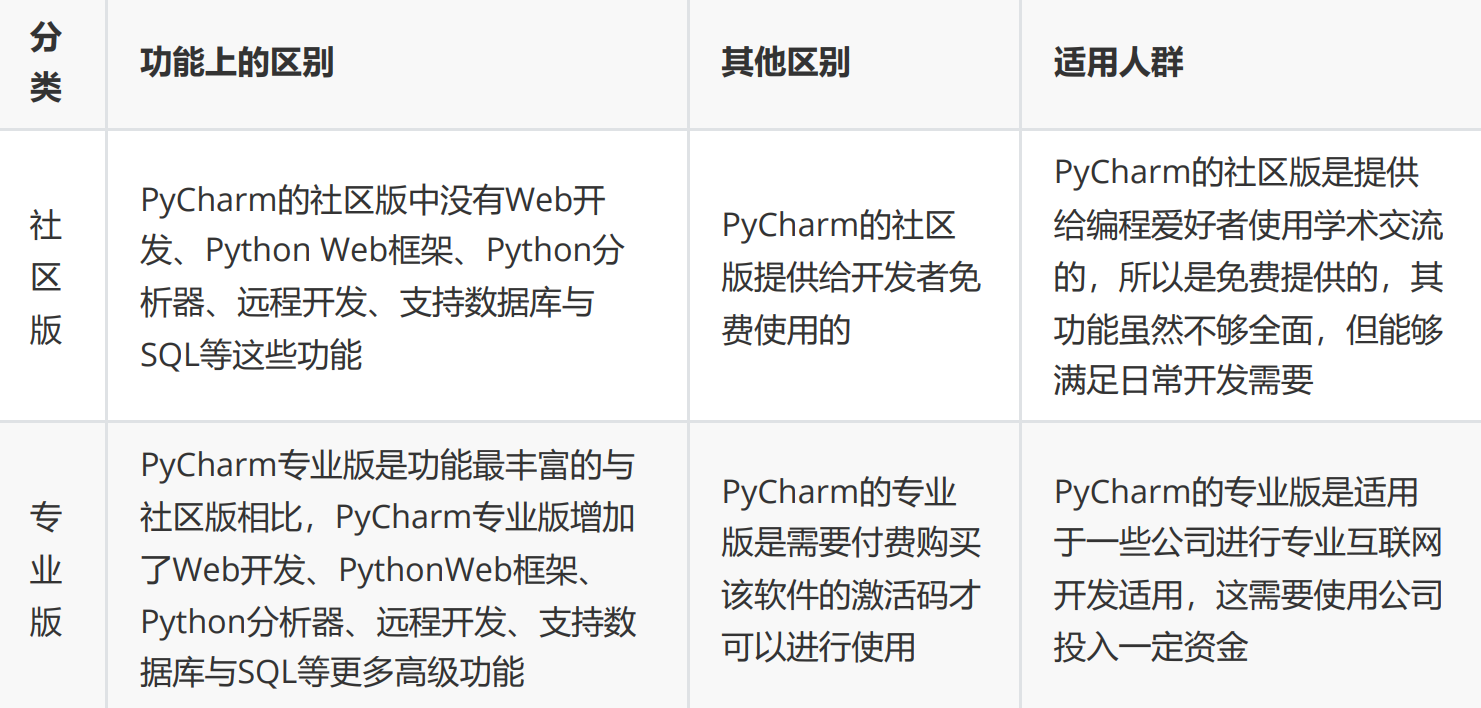 分
类
功能上的区别
其他区别
适用人群
社
区
版
PyCharm的社区版中没有Web开
发、Python Web框架、Python分
析器、远程开发、支持数据库与
SQL等这些功能
PyCharm的社区
版提供给开发者免
费使用的
PyCharm的社区版是提供
给编程爱好者使用学术交流
的，所以是免费提供的，其
功能虽然不够全面，但能够
满足日常开发需要
专
业
版
PyCharm专业版是功能最丰富的与
社区版相比，PyCharm专业版增加
了Web开发、PythonWeb框架、
Python分析器、远程开发、支持数
据库与SQL等更多高级功能
PyCharm的专业
版是需要付费购买
该软件的激活码才
可以进行使用
PyCharm的专业版是适用
于一些公司进行专业互联网
开发适用，这需要使用公司
投入一定资金